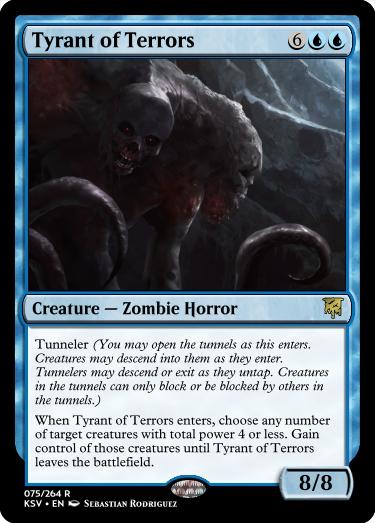 Tyrant of Terrors 6
Creature — Zombie Horror
Tunneler (You may open the tunnels as this enters.
Creatures may descend into them as they enter.
Tunnelers may descend or exit as they untap. Creatures
in the tunnels can only block or be blocked by others in
the tunnels.)
When Tyrant of Terrors enters, choose any number
of target creatures with total power 4 or less. Gain
control of those creatures until Tyrant of Terrors
leaves the battlefield.
8/8
075/264 R
KSV • EN Sebastian Rodriguez